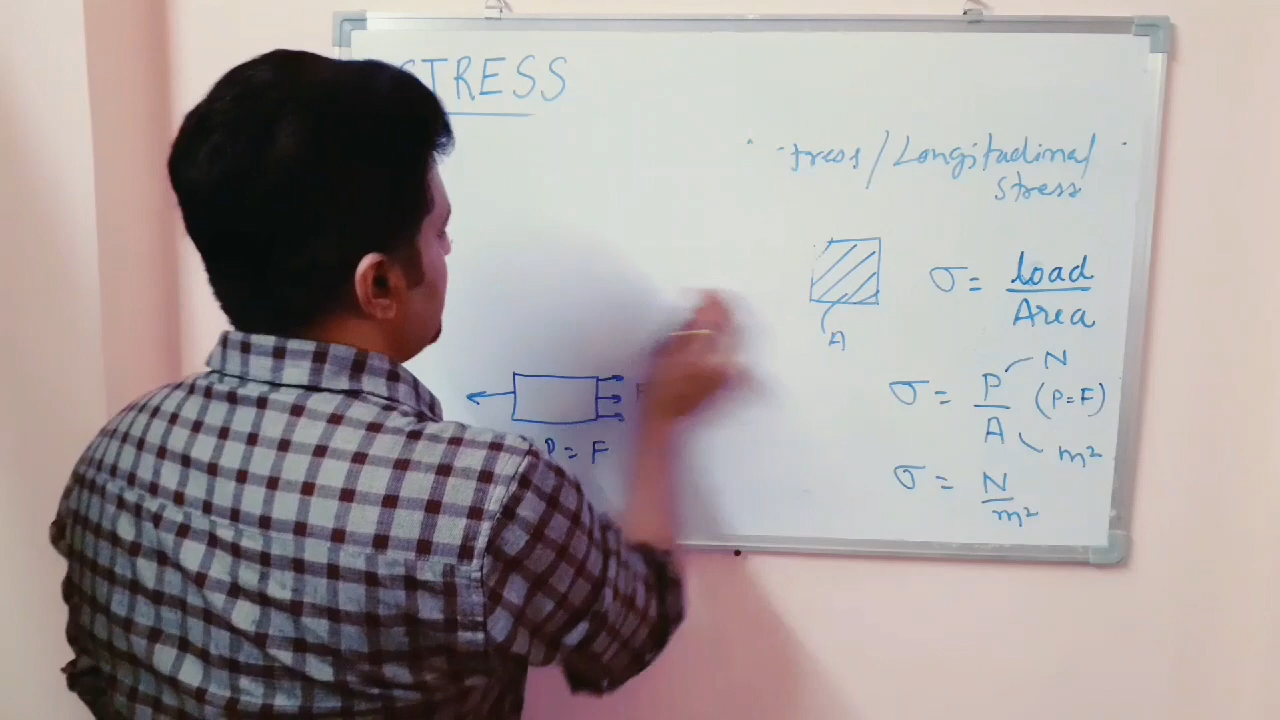 STRESS
tress / Longitudinal
stress
σ = load
Area
A
σ = P N
(P = F)
A m²
P = F
σ = N
m²